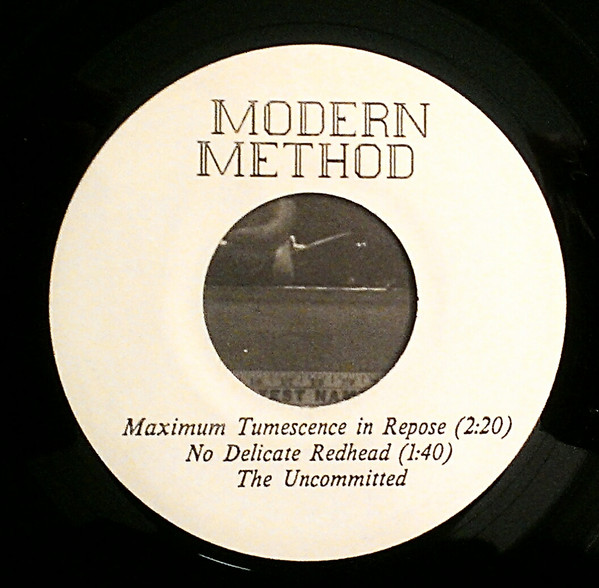 MODERN
METHOD
Maximum Tumescence in Repose (2:20)
No Delicate Redhead (1:40)
The Uncommitted